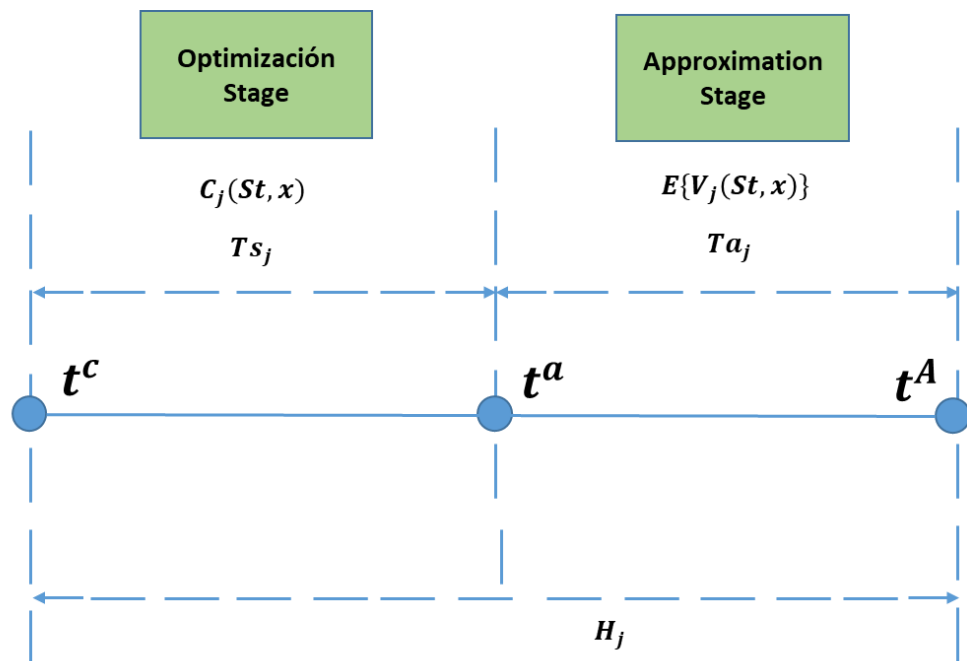 Optimización
Stage
Approximation
Stage
C_j(St, x)
E{V_j(St, x)}
Ts_j
Ta_j
t^c
t^a
t^A
H_j